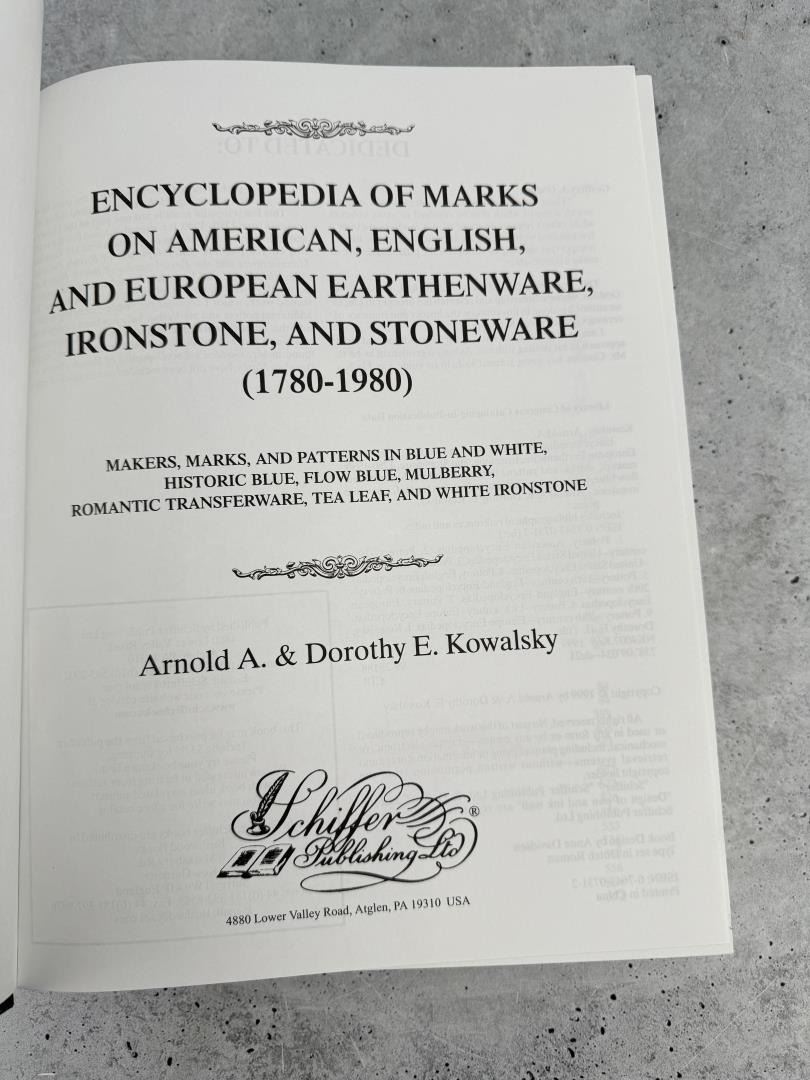 ENCYCLOPEDIA OF MARKS
ON AMERICAN, ENGLISH,
AND EUROPEAN EARTHENWARE,
IRONSTONE, AND STONEWARE
(1780-1980)
MAKERS, MARKS, AND PATTERNS IN BLUE AND WHITE,
HISTORIC BLUE, FLOW BLUE, MULBERRY,
ROMANTIC TRANSFERWARE, TEA LEAF, AND WHITE IRONSTONE
Arnold A. & Dorothy E. Kowalsky
Schiffer ®
Publishing Ltd
4880 Lower Valley Road, Atglen, PA 19310 USA